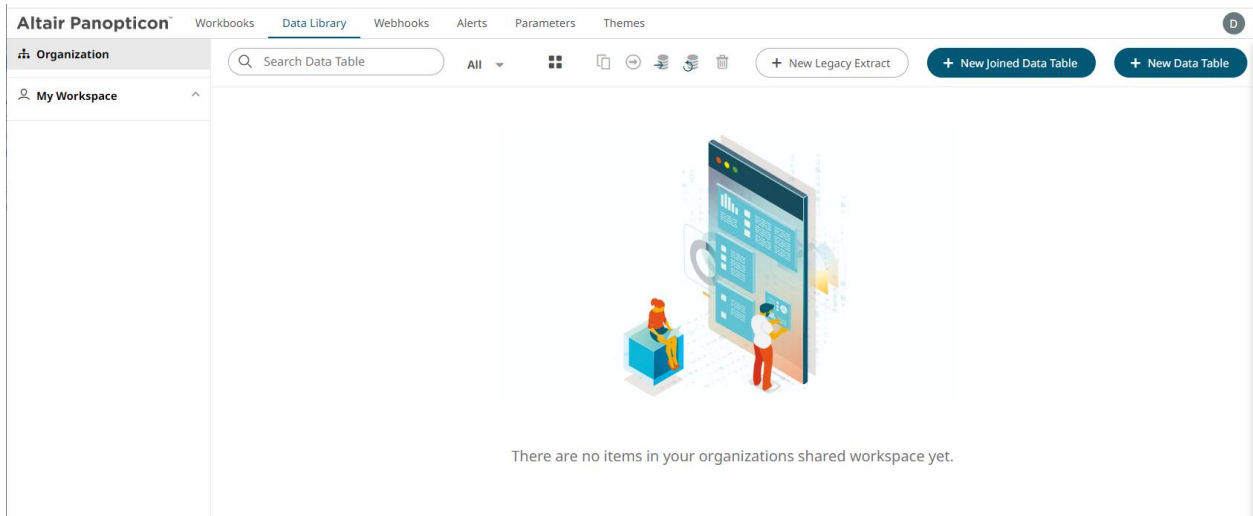 Altair Panopticon™ Workbooks Data Library Webhooks Alerts Parameters Themes D
Organization Search Data Table All + New Legacy Extract + New Joined Data Table + New Data Table
My Workspace
There are no items in your organizations shared workspace yet.